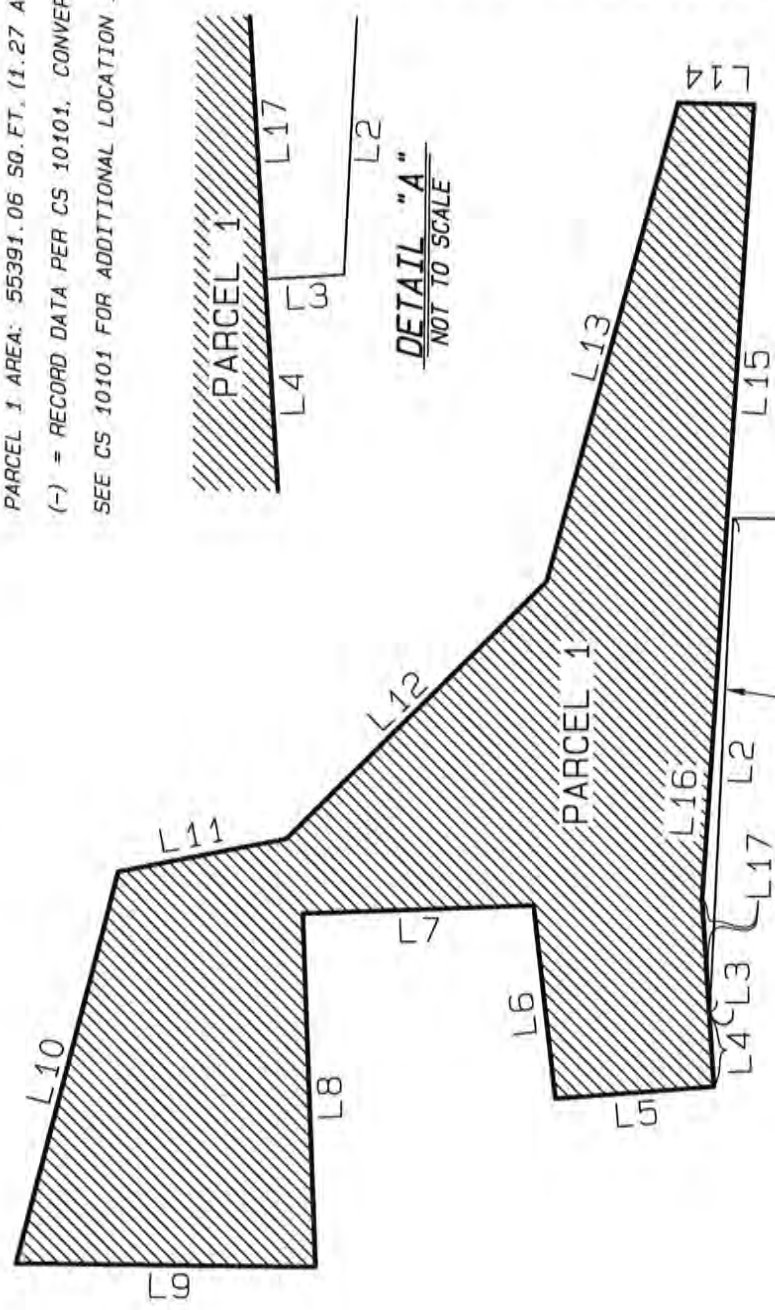 PARCEL 1 AREA: 55391.06 SQ.FT. (1.27 A
(-) = RECORD DATA PER CS 10101. CONVER
SEE CS 10101 FOR ADDITIONAL LOCATION
PARCEL 1
L4
L17
L3
L2
DETAIL "A"
NOT TO SCALE
L10
L11
L9
L8
L7
L12
L6
L5
L13
L14
PARCEL 1
L16
L15
L4
L3
L17
L2